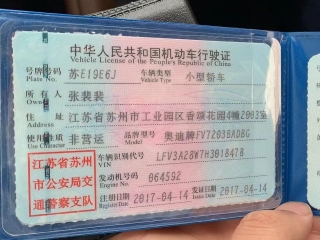 中华人民共和国机动车行驶证
Vehicle License of the People's Republic of China
号牌号码 苏E19E6J 车辆类型 小型轿车
Plate No. Vehicle Type
所有人 张裴裴
Owner
住址 江苏省苏州市工业园区香颂花园4幢2003室
Address
使用性质 非营运 品牌型号 奥迪牌FV7203BADBG
Use Character Model
江苏省苏州
市公安局交
通警察支队
车辆识别代号 LFV3A28W7H3018478
VIN
发动机号码 064592
Engine No.
注册日期 2017-04-14 发证日期 2017-04-14
Register Date Issue Date